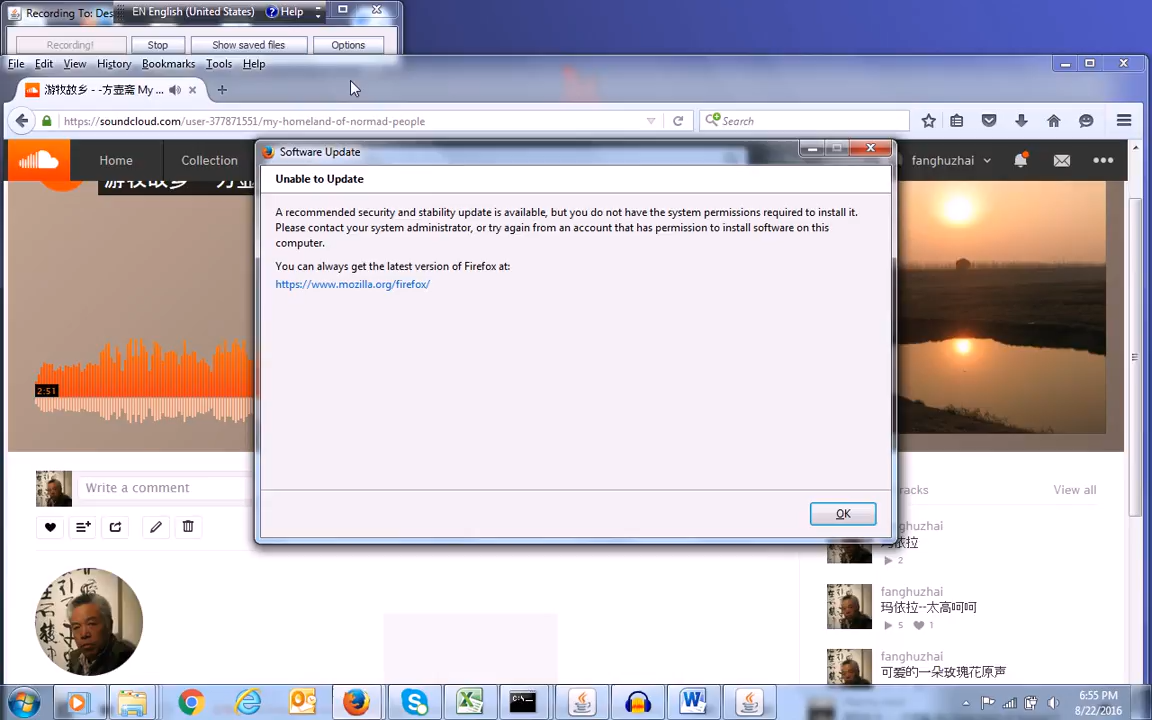 Recording To: Des
EN English (United States)
Help
Recording!
Stop
Show saved files
Options
File Edit View History Bookmarks Tools Help
游牧故乡 - -方壶斋 My ...
https://soundcloud.com/user-377871551/my-homeland-of-normad-people
Search
Software Update
Home
Collection
fanghuzhai
Unable to Update
A recommended security and stability update is available, but you do not have the system permissions required to install it.
Please contact your system administrator, or try again from an account that has permission to install software on this
computer.
You can always get the latest version of Firefox at:
https://www.mozilla.org/firefox/
2:51
Write a comment
View all
OK
fanghuzhai
玛依拉
2
fanghuzhai
玛依拉--太高呵呵
5 1
fanghuzhai
可爱的一朵玫瑰花原声
6:55 PM
8/22/2016